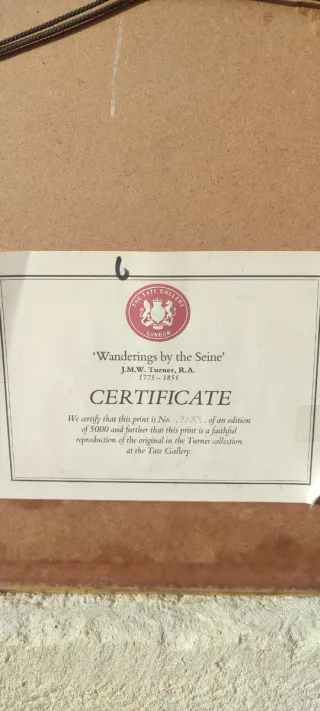 6
THE TATE GALLERY
LONDON
'Wanderings by the Seine'
J.M.W. Turner, R.A.
1775 – 1851
CERTIFICATE
We certify that this print is No. of an edition
of 5000 and further that this print is a faithful
reproduction of the original in the Turner collection
at the Tate Gallery.